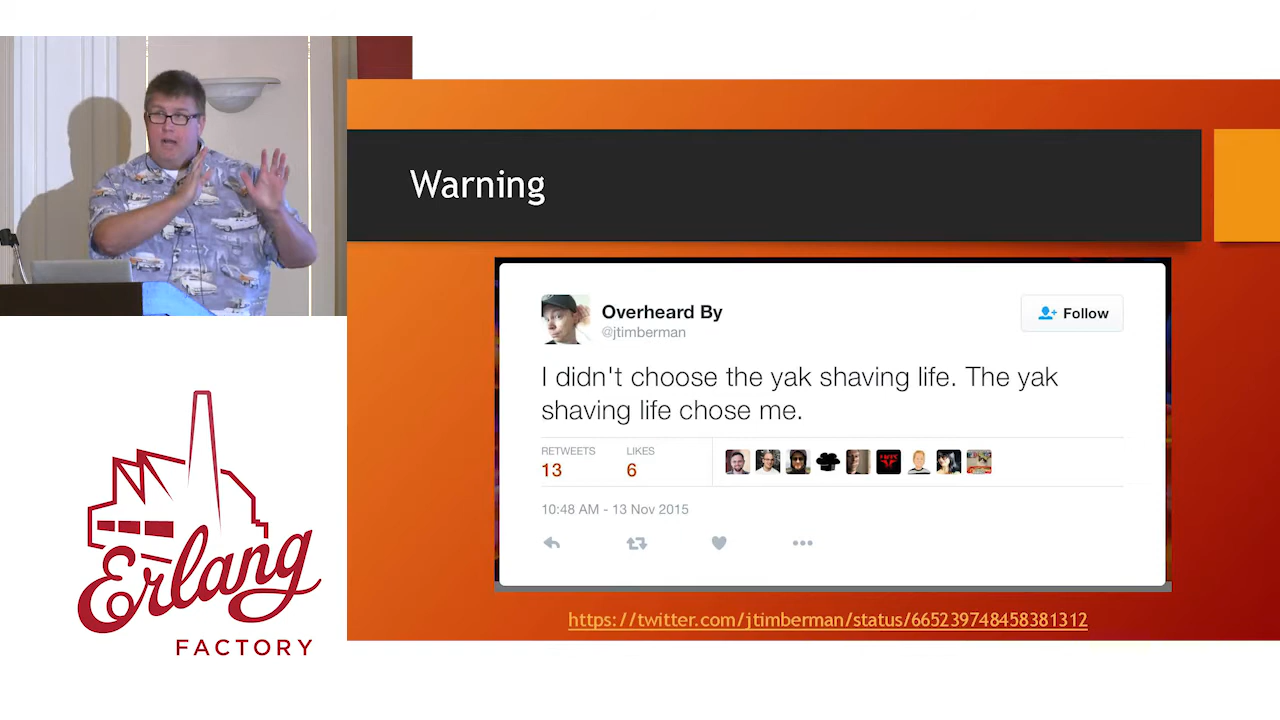 Warning
Overheard By
@jtimberman
Follow
I didn't choose the yak shaving life. The yak
shaving life chose me.
RETWEETS
LIKES
13
6
10:48 AM - 13 Nov 2015
https://twitter.com/jtimberman/status/665239748458381312
Erlang
FACTORY